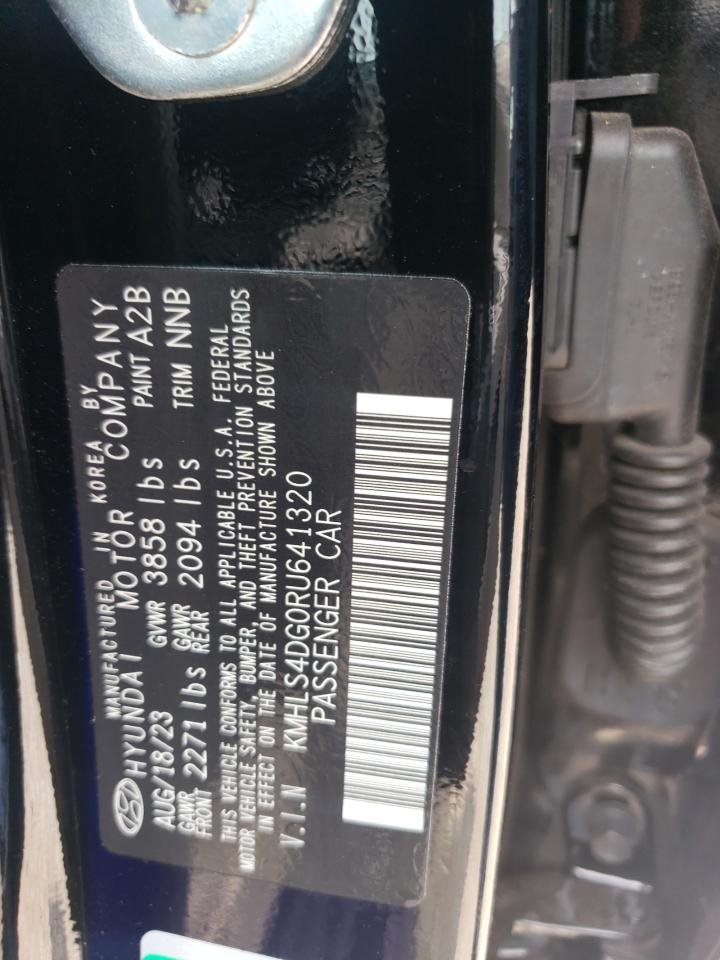 MANUFACTURED IN KOREA BY
HYUNDAI MOTOR COMPANY
AUG/18/23 GVWR 3858 lbs PAINT A2B
GAWR FRONT 2271 lbs GAWR REAR 2094 lbs TRIM NNB
THIS VEHICLE CONFORMS TO ALL APPLICABLE U.S.A. FEDERAL
MOTOR VEHICLE SAFETY, BUMPER, AND THEFT PREVENTION STANDARDS
IN EFFECT ON THE DATE OF MANUFACTURE SHOWN ABOVE
V.I.N KMHLS4DG0RU641320
PASSENGER CAR